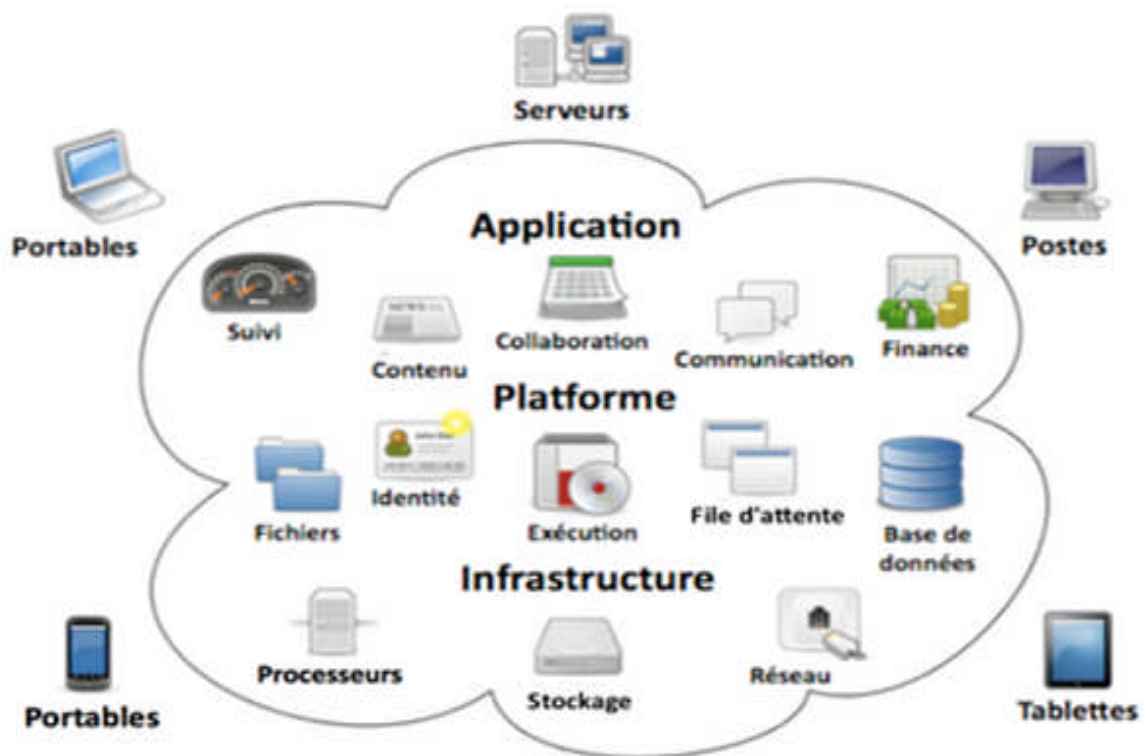 Serveurs
Portables
Postes
Application
Suivi
Contenu
Collaboration
Communication
Finance
Platforme
Fichiers
Identité
Exécution
File d'attente
Base de
données
Infrastructure
Processeurs
Stockage
Réseau
Portables
Tablettes
NEWS